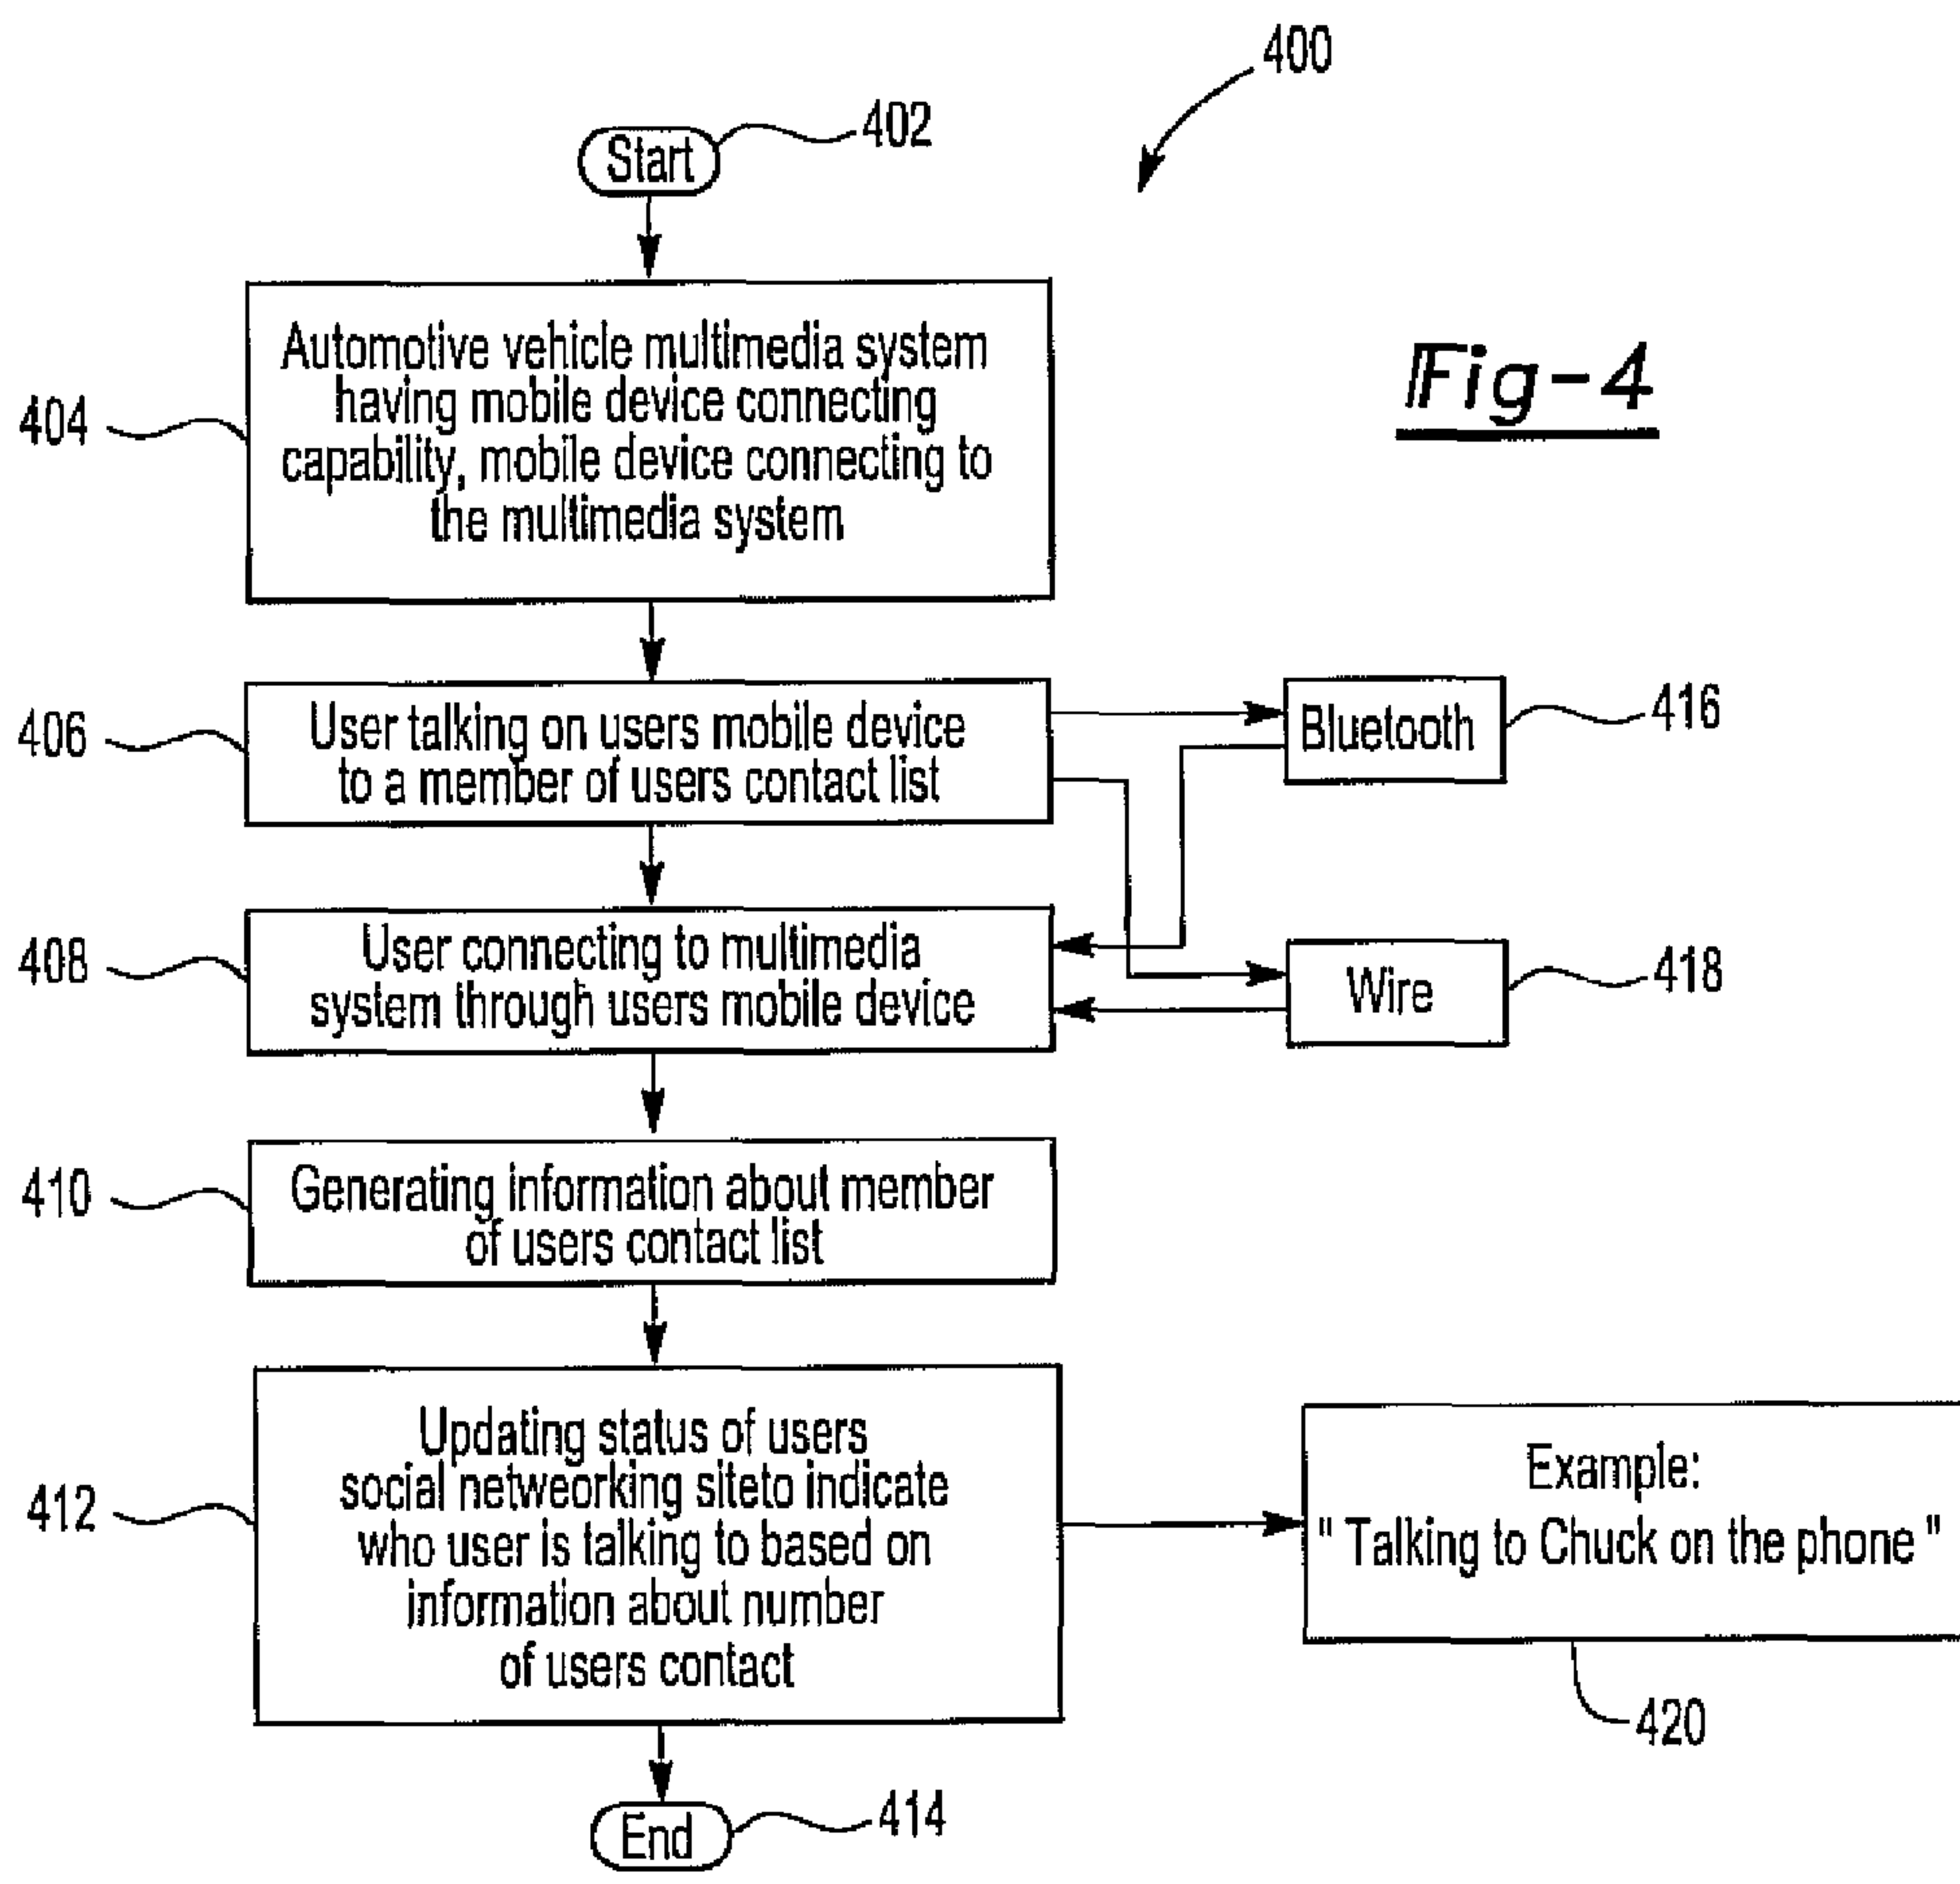 400
402
Start
Fig-4
Automotive vehicle multimedia system
having mobile device connecting
capability, mobile device connecting to
the multimedia system
404
User talking on users mobile device
to a member of users contact list
406
Bluetooth
416
User connecting to multimedia
system through users mobile device
408
Wire
418
Generating information about member
of users contact list
410
Updating status of users
social netweorking siteto indicate
who user is talking to based on
information about number
of users contact
412
Example:
" Talking to Chuck on the phone "
420
End
414